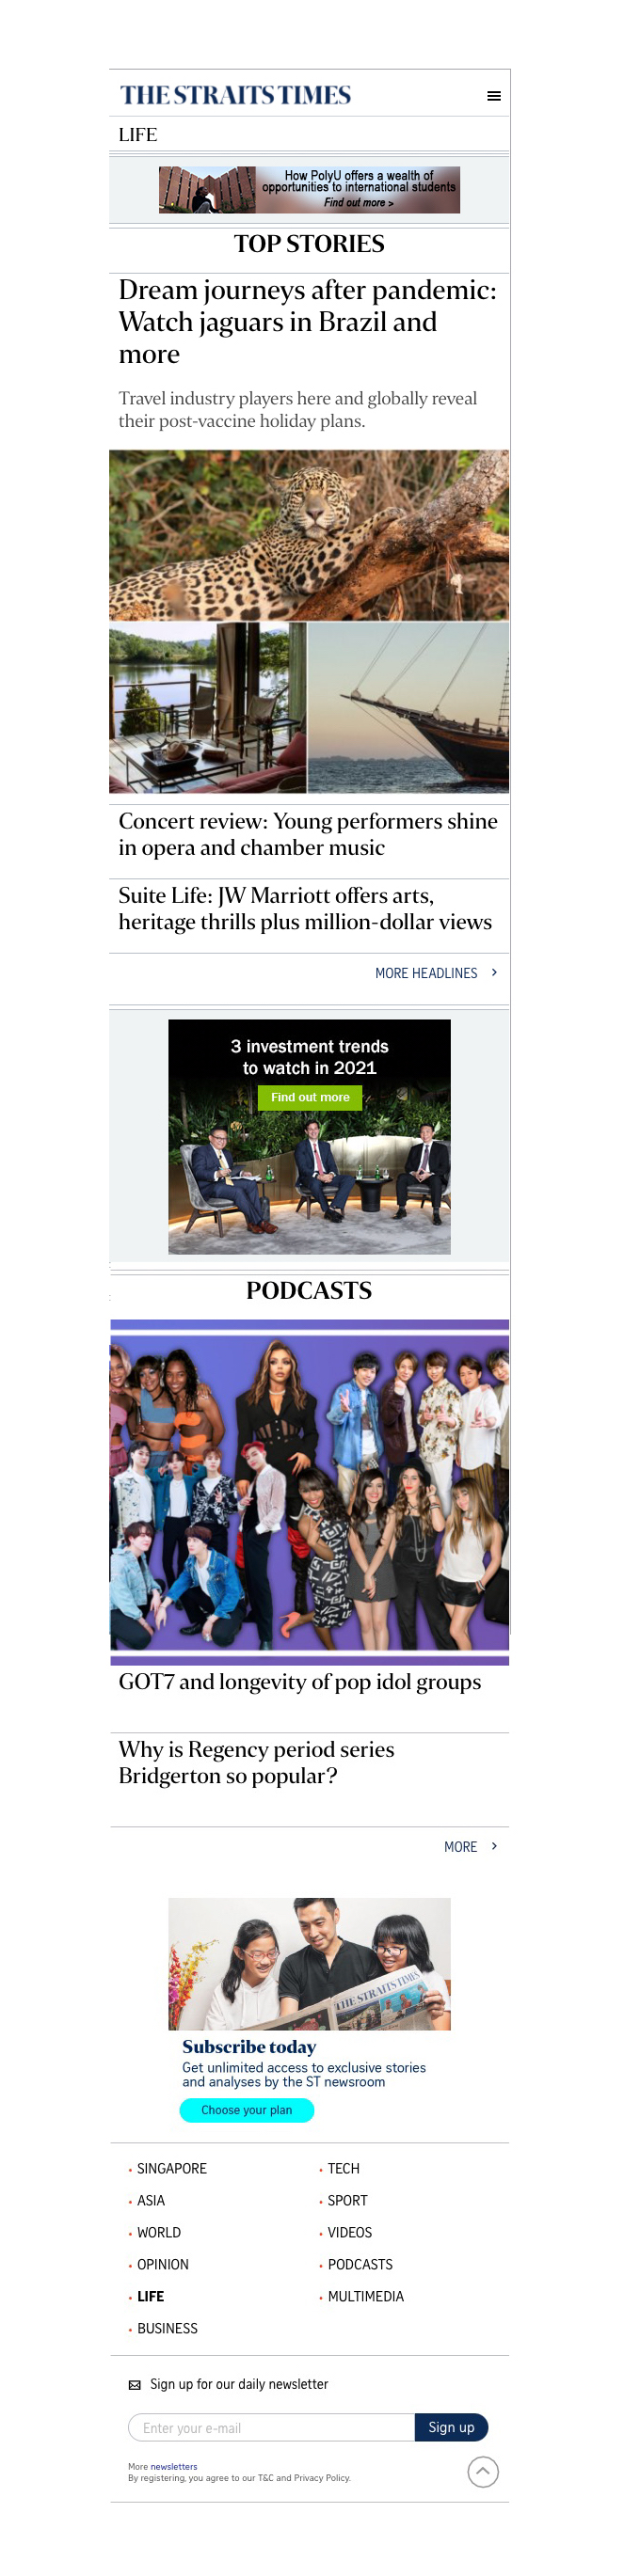 THE STRAITS TIMES
LIFE
How PolyU offers a wealth of
opportunities to international students
Find out more >
TOP STORIES
Dream journeys after pandemic:
Watch jaguars in Brazil and
more
Travel industry players here and globally reveal
their post-vaccine holiday plans.
Concert review: Young performers shine
in opera and chamber music
Suite Life: JW Marriott offers arts,
heritage thrills plus million-dollar views
MORE HEADLINES >
3 investment trends
to watch in 2021
Find out more
PODCASTS
GOT7 and longevity of pop idol groups
Why is Regency period series
Bridgerton so popular?
MORE >
THE STRAITS TIMES
Subscribe today
Get unlimited access to exclusive stories
and analyses by the ST newsroom
Choose your plan
SINGAPORE
ASIA
WORLD
OPINION
LIFE
BUSINESS
TECH
SPORT
VIDEOS
PODCASTS
MULTIMEDIA
Sign up for our daily newsletter
Enter your e-mail
Sign up
More newsletters
By registering, you agree to our T&C and Privacy Policy.